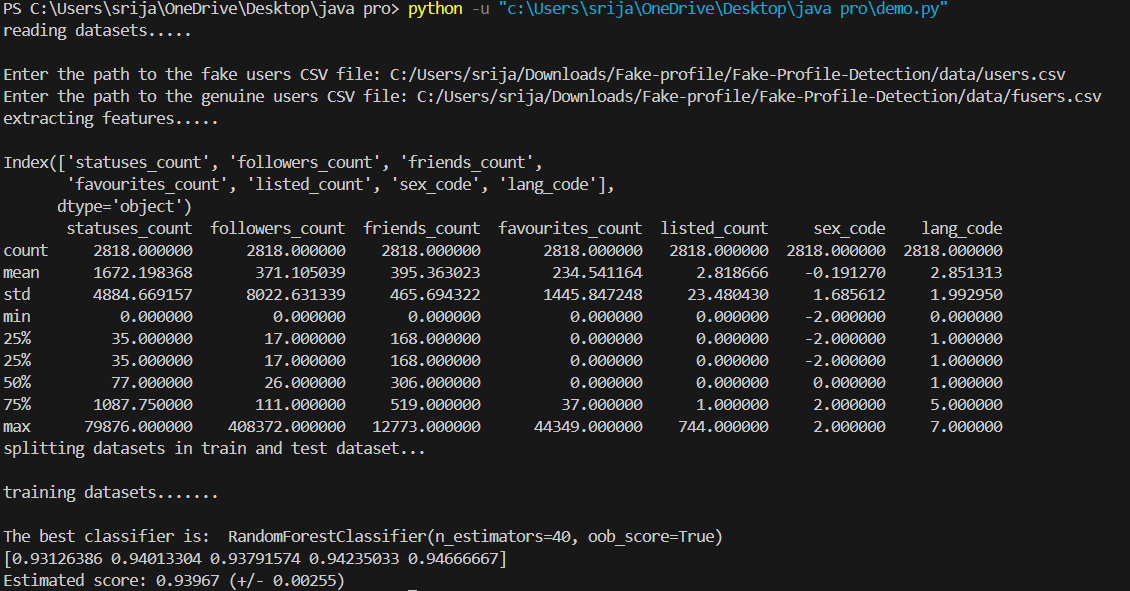 PS C:\Users\srija\OneDrive\Desktop\java pro> python -u "c:\Users\srija\OneDrive\Desktop\java pro\demo.py"
reading datasets.....
Enter the path to the fake users CSV file: C:/Users/srija/Downloads/Fake-profile/Fake-Profile-Detection/data/users.csv
Enter the path to the genuine users CSV file: C:/Users/srija/Downloads/Fake-profile/Fake-Profile-Detection/data/fusers.csv
extracting features.....
Index(['statuses_count', 'followers_count', 'friends_count',
'favourites_count', 'listed_count', 'sex_code', 'lang_code'],
dtype='object')
statuses_count followers_count friends_count favourites_count listed_count sex_code lang_code
count 2818.000000 2818.000000 2818.000000 2818.000000 2818.000000 2818.000000 2818.000000
mean 1672.198368 371.105039 395.363023 234.541164 2.818666 -0.191270 2.851313
std 4884.669157 8022.631339 465.694322 1445.847248 23.480430 1.685612 1.992950
min 0.000000 0.000000 0.000000 0.000000 0.000000 -2.000000 0.000000
25% 35.000000 17.000000 168.000000 0.000000 0.000000 -2.000000 1.000000
25% 35.000000 17.000000 168.000000 0.000000 0.000000 -2.000000 1.000000
50% 77.000000 26.000000 306.000000 0.000000 0.000000 0.000000 1.000000
75% 1087.750000 111.000000 519.000000 37.000000 1.000000 2.000000 5.000000
max 79876.000000 408372.000000 12773.000000 44349.000000 744.000000 2.000000 7.000000
splitting datasets in train and test dataset...
training datasets.......
The best classifier is:  RandomForestClassifier(n_estimators=40, oob_score=True)
[0.93126386 0.94013304 0.93791574 0.94235033 0.94666667]
Estimated score: 0.93967 (+/- 0.00255)